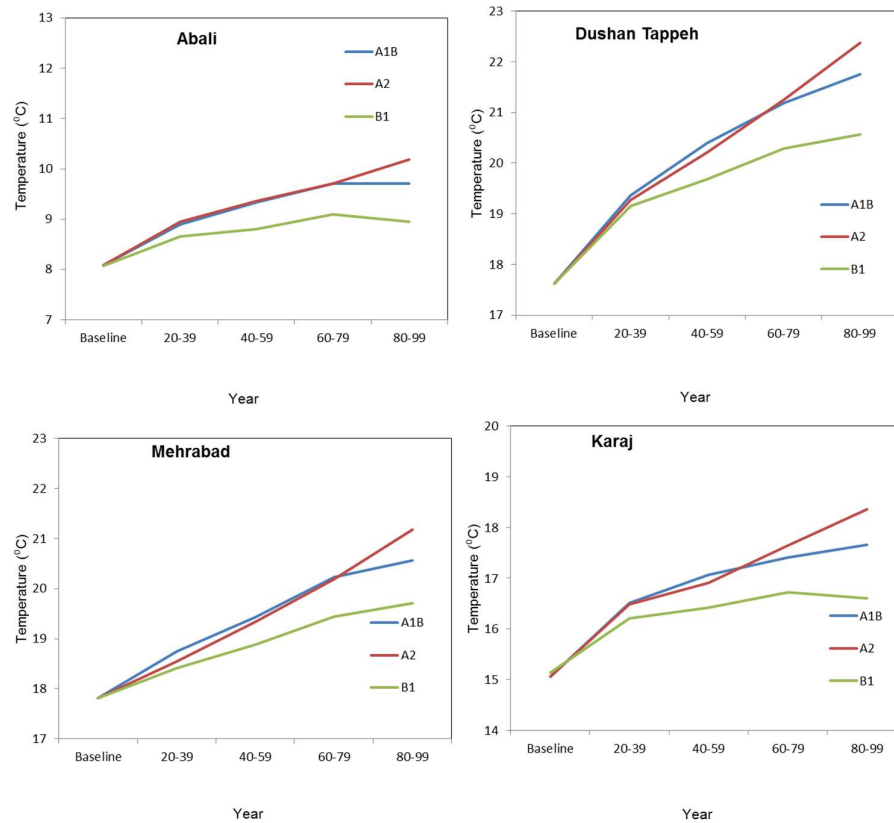 Abali
13
12
11
10
9
8
7
Temperature (⁰C)
A1B
A2
B1
Baseline 20-39 40-59 60-79 80-99
Year
Dushan Tappeh
23
22
21
20
19
18
17
Temperature (⁰C)
A1B
A2
B1
Baseline 20-39 40-59 60-79 80-99
Year
Mehrabad
23
22
21
20
19
18
17
Temperature (⁰C)
A1B
A2
B1
Baseline 20-39 40-59 60-79 80-99
Year
Karaj
20
19
18
17
16
15
14
Temperature (⁰C)
A1B
A2
B1
Baseline 20-39 40-59 60-79 80-99
Year